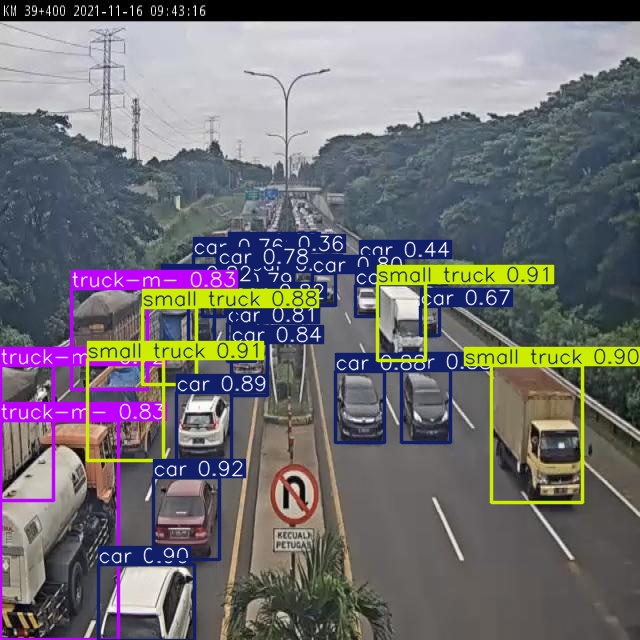 KM 39+400 2021-11-16 09:43:16
car 0.76
0.36
car 0.78
car 0.44
car 0.80
truck-m- 0.83
small truck 0.91
small truck 0.88
car 0.67
car 0.81
car 0.84
small truck 0.91
small truck 0.90
truck-m-
car 0.88
car 0.89
truck-m- 0.83
car 0.92
KECUALI
PETUGAS
car 0.90